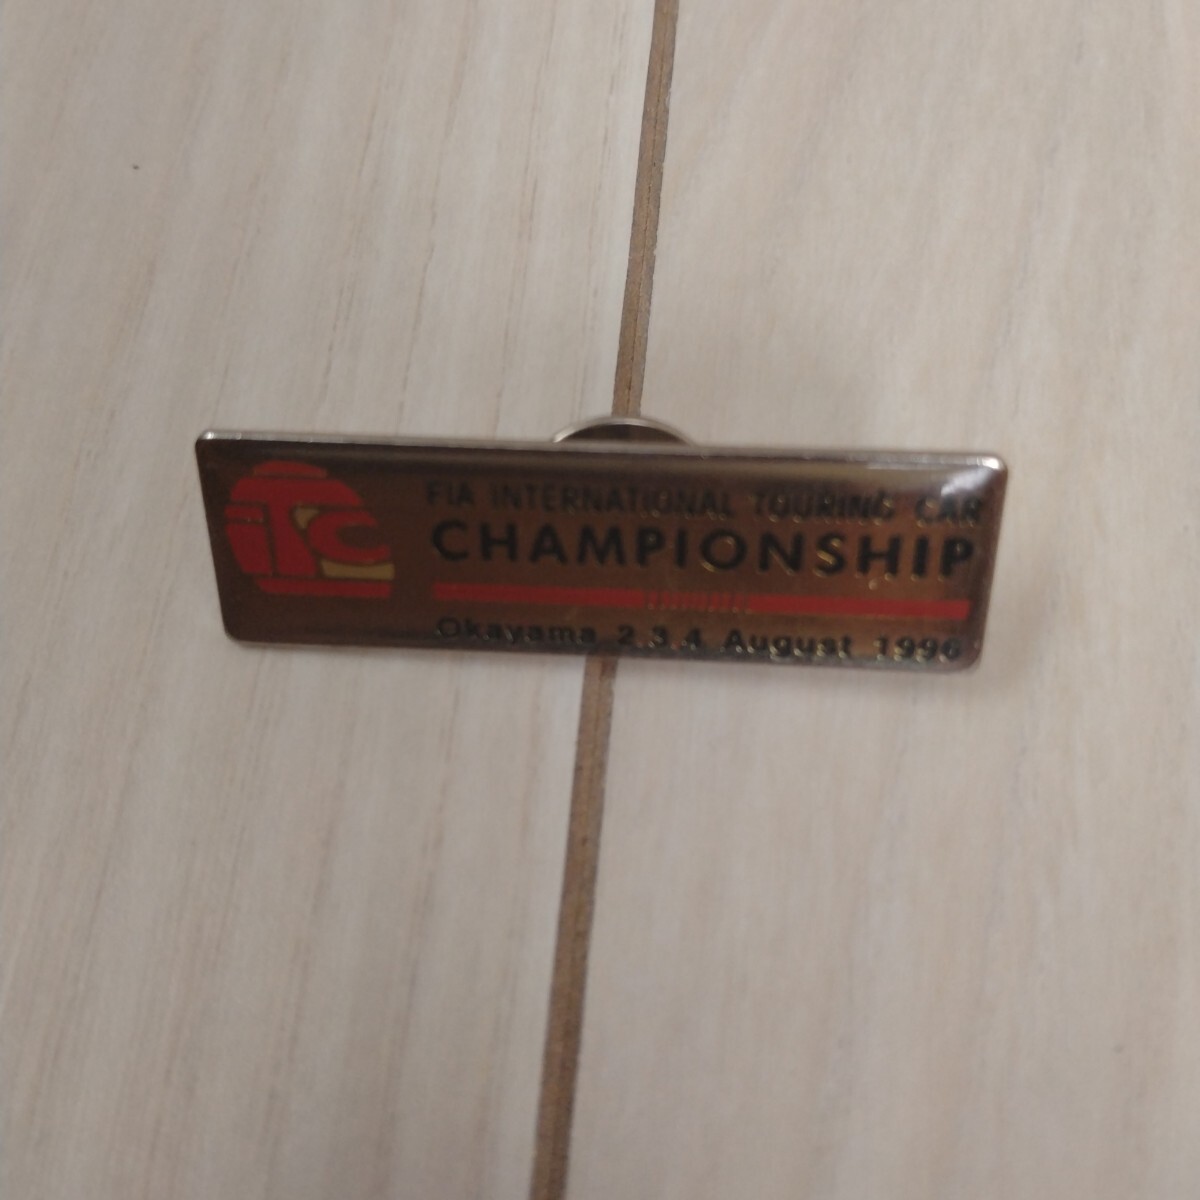 iTC
FIA INTERNATIONAL TOURING CAR
CHAMPIONSHIP
Okayama 2.3.4 August 1996